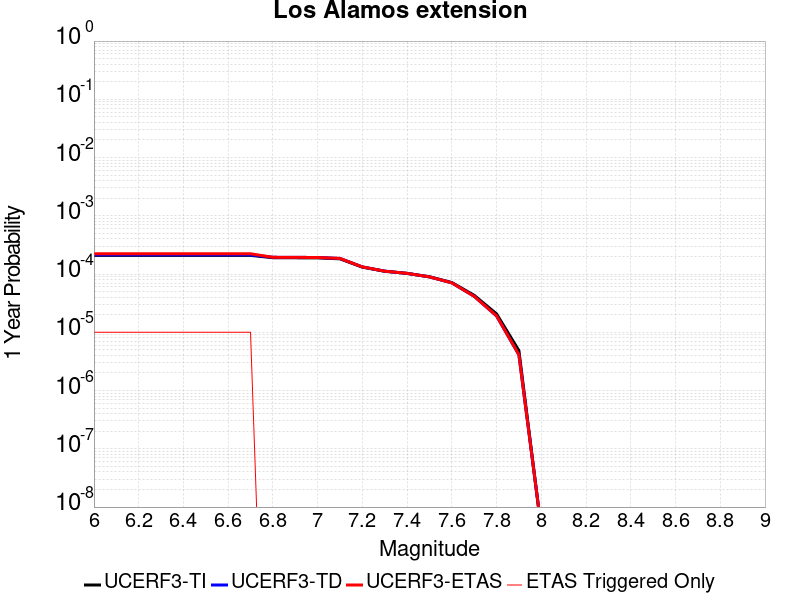 Los Alamos extension
1 Year Probability
10^0
10^-1
10^-2
10^-3
10^-4
10^-5
10^-6
10^-7
10^-8
6 6.2 6.4 6.6 6.8 7 7.2 7.4 7.6 7.8 8 8.2 8.4 8.6 8.8 9
Magnitude
UCERF3-TI UCERF3-TD UCERF3-ETAS ETAS Triggered Only